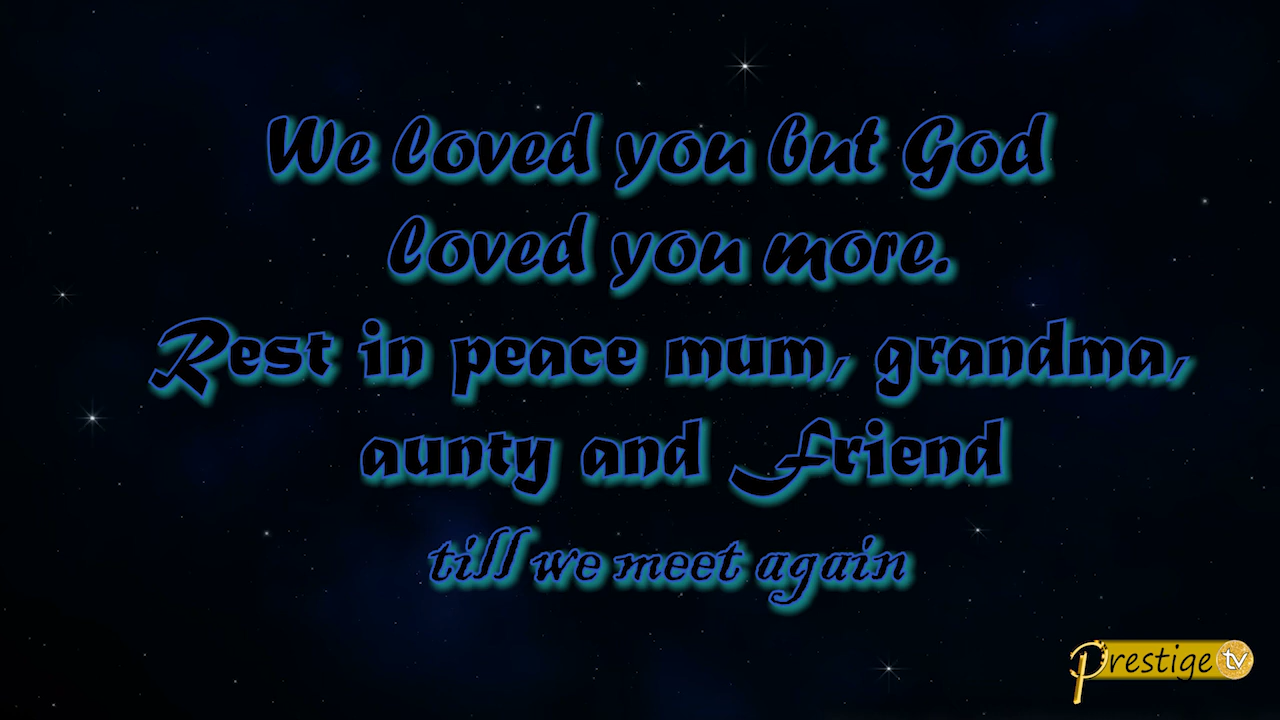 We loved you but God
loved you more.
Rest in peace mum, grandma,
aunty and Friend
till we meet again
Prestige tv